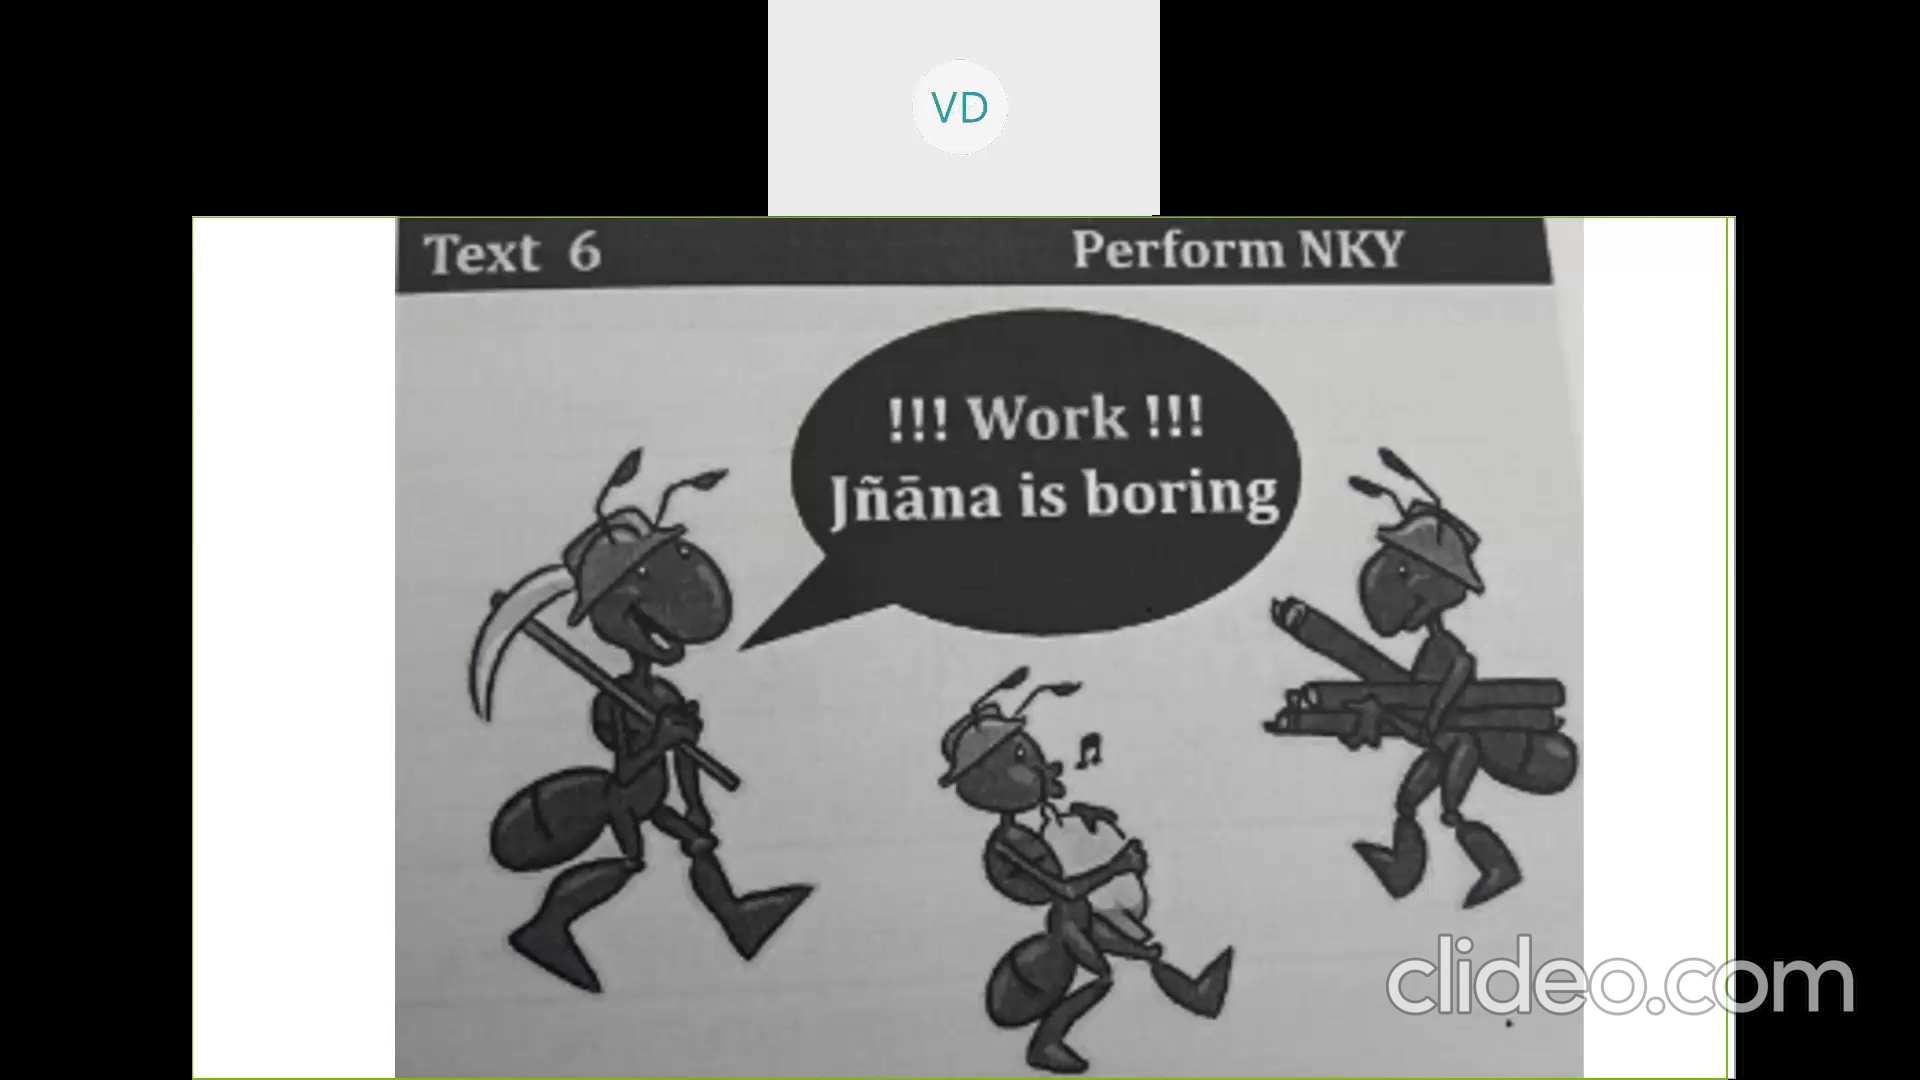 VD
Text 6 Perform NKY
!!! Work !!!
Jñāna is boring
clideo.com